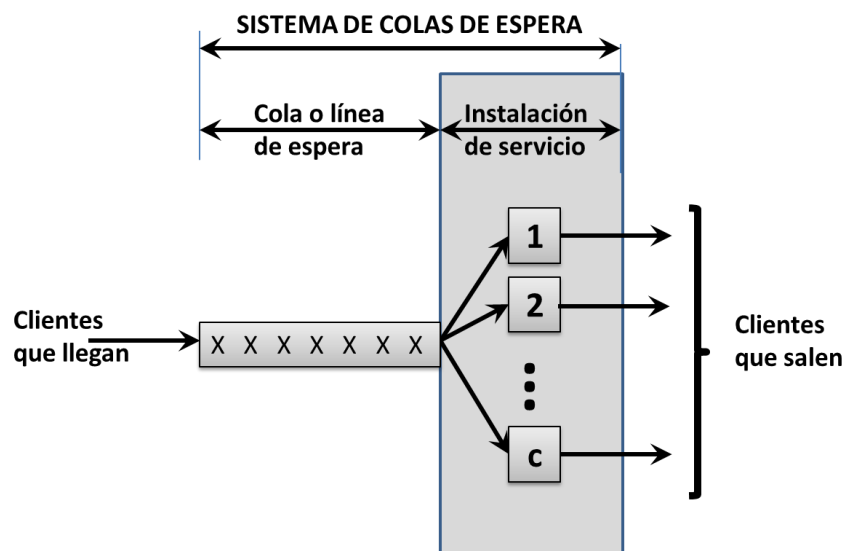 SISTEMA DE COLAS DE ESPERA
Cola o línea
de espera
Instalación
de servicio
1
2
Clientes
que llegan
X X X X X X X
Clientes
que salen
c